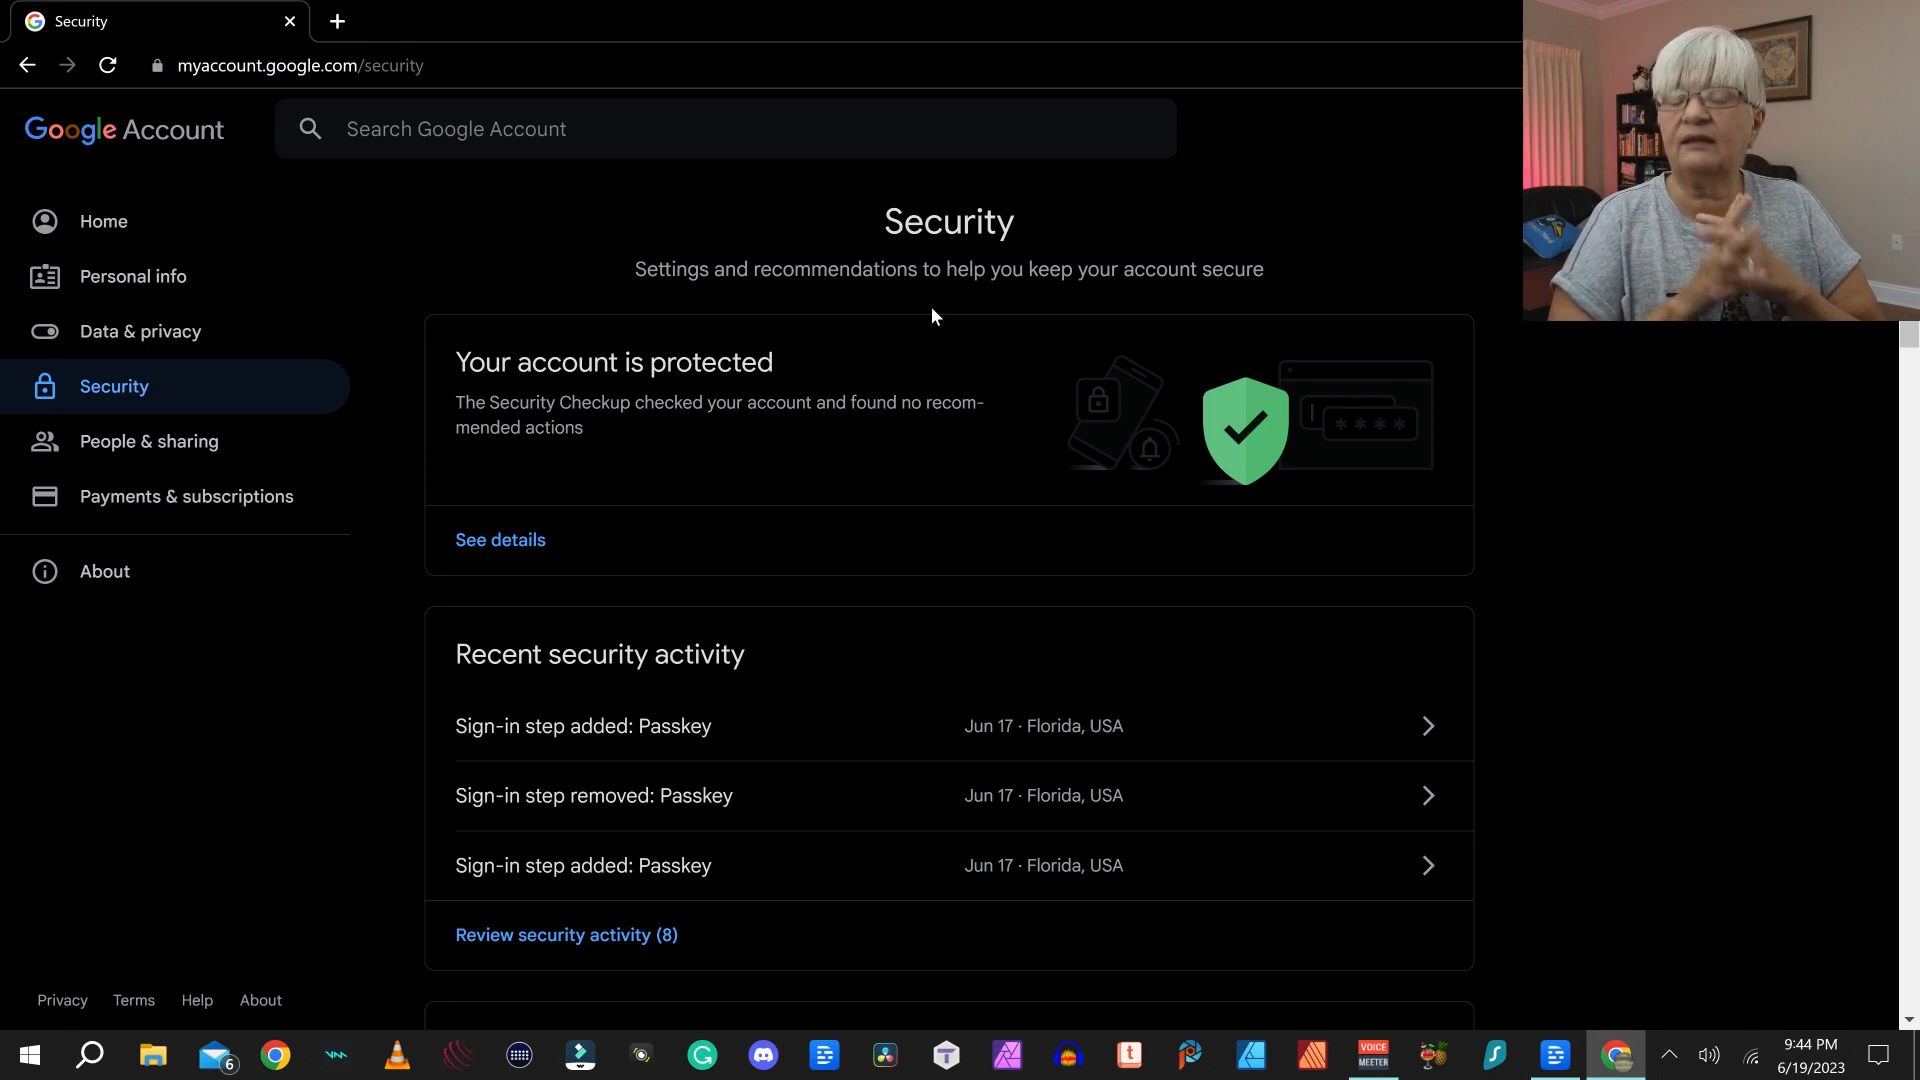 Security
myaccount.google.com/security
Google Account
Search Google Account
Home
Personal info
Data & privacy
Security
People & sharing
Payments & subscriptions
About
Security
Settings and recommendations to help you keep your account secure
Your account is protected
The Security Checkup checked your account and found no recom-
mended actions
****
See details
Recent security activity
Sign-in step added: Passkey Jun 17 · Florida, USA
Sign-in step removed: Passkey Jun 17 · Florida, USA
Sign-in step added: Passkey Jun 17 · Florida, USA
Review security activity (8)
Privacy Terms Help About
6
VOICE
MEETER
9:44 PM
6/19/2023